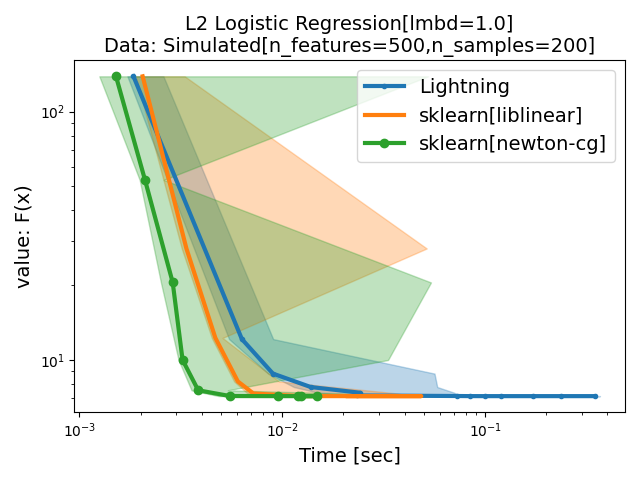 L2 Logistic Regression[lmbd=1.0]
Data: Simulated[n_features=500,n_samples=200]
Lightning
sklearn[liblinear]
sklearn[newton-cg]
value: F(x)
10²
10¹
10⁻³
10⁻²
10⁻¹
Time [sec]